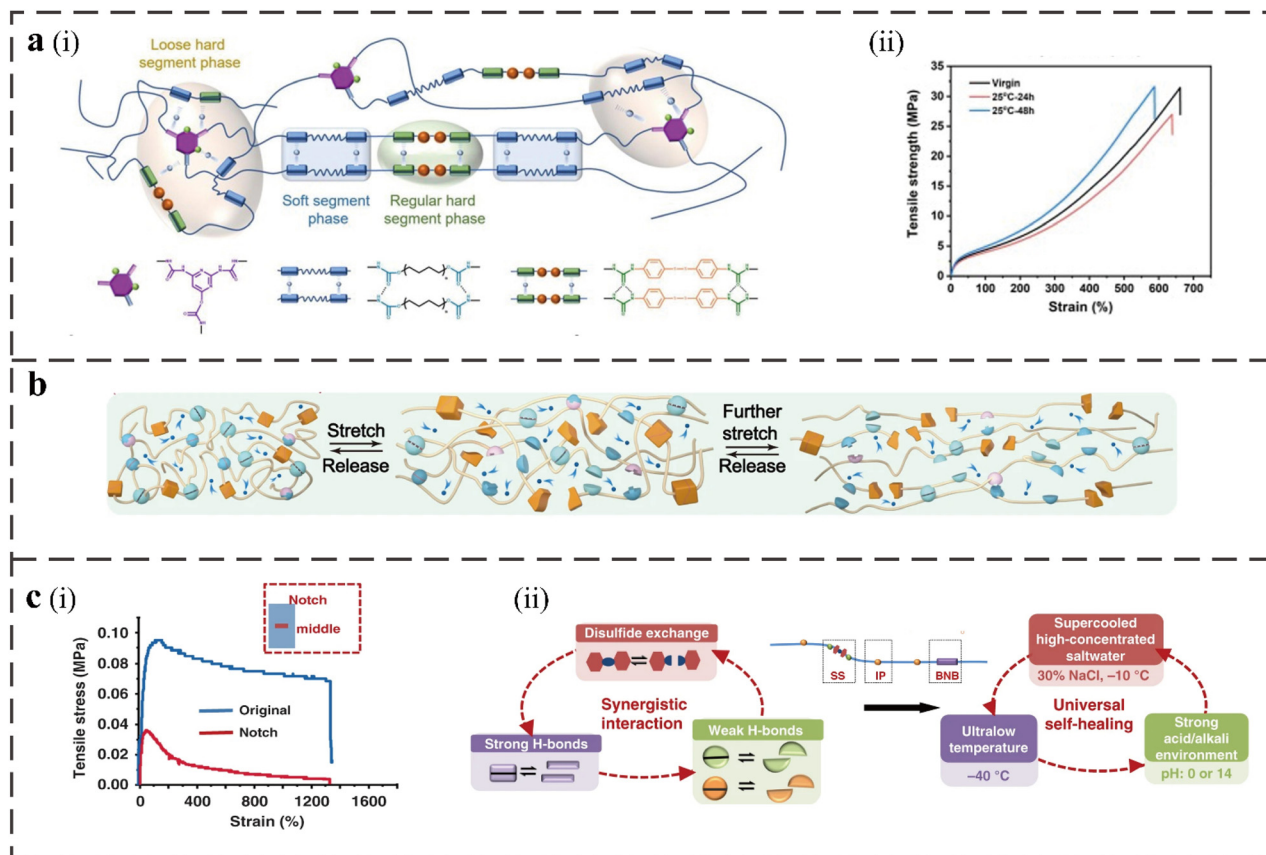 a (i)
Loose hard
segment phase
Soft segment
phase
Regular hard
segment phase
(ii)
Tensile strength (MPa)
35
30
25
20
15
10
5
0
Virgin
25°C-24h
25°C-48h
0 100 200 300 400 500 600 700
Strain (%)
b
Stretch
Release
Further
stretch
Release
c (i)
Notch
middle
Tensile stress (MPa)
0.10
0.08
0.06
0.04
0.02
0.00
Original
Notch
0 400 800 1200 1600
Strain (%)
(ii)
Disulfide exchange
Synergistic
interaction
Strong H-bonds
Weak H-bonds
SS IP BNB
Supercooled
high-concentrated
saltwater
30% NaCl, –10 °C
Universal
self-healing
Ultralow
temperature
–40 °C
Strong
acid/alkali
environment
pH: 0 or 14